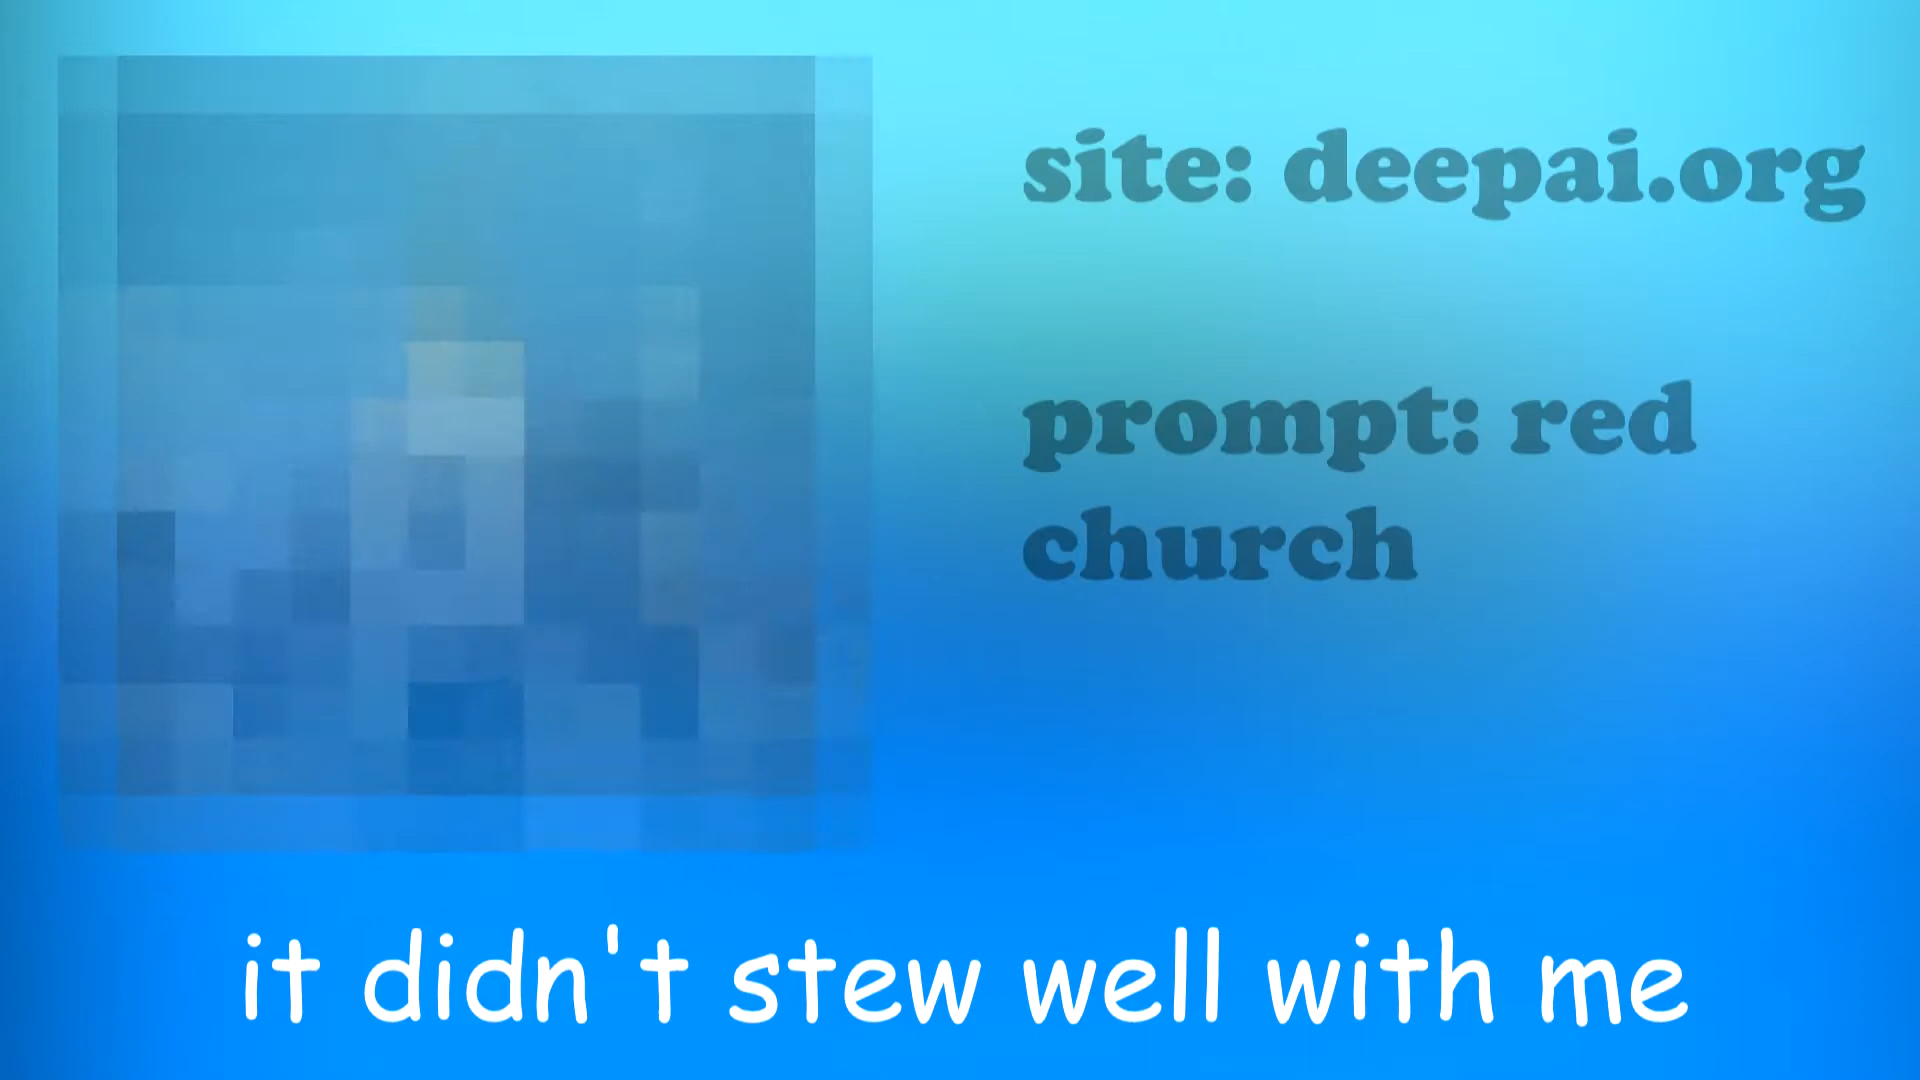 site: deepai.org
prompt: red
church
it didn't stew well with me